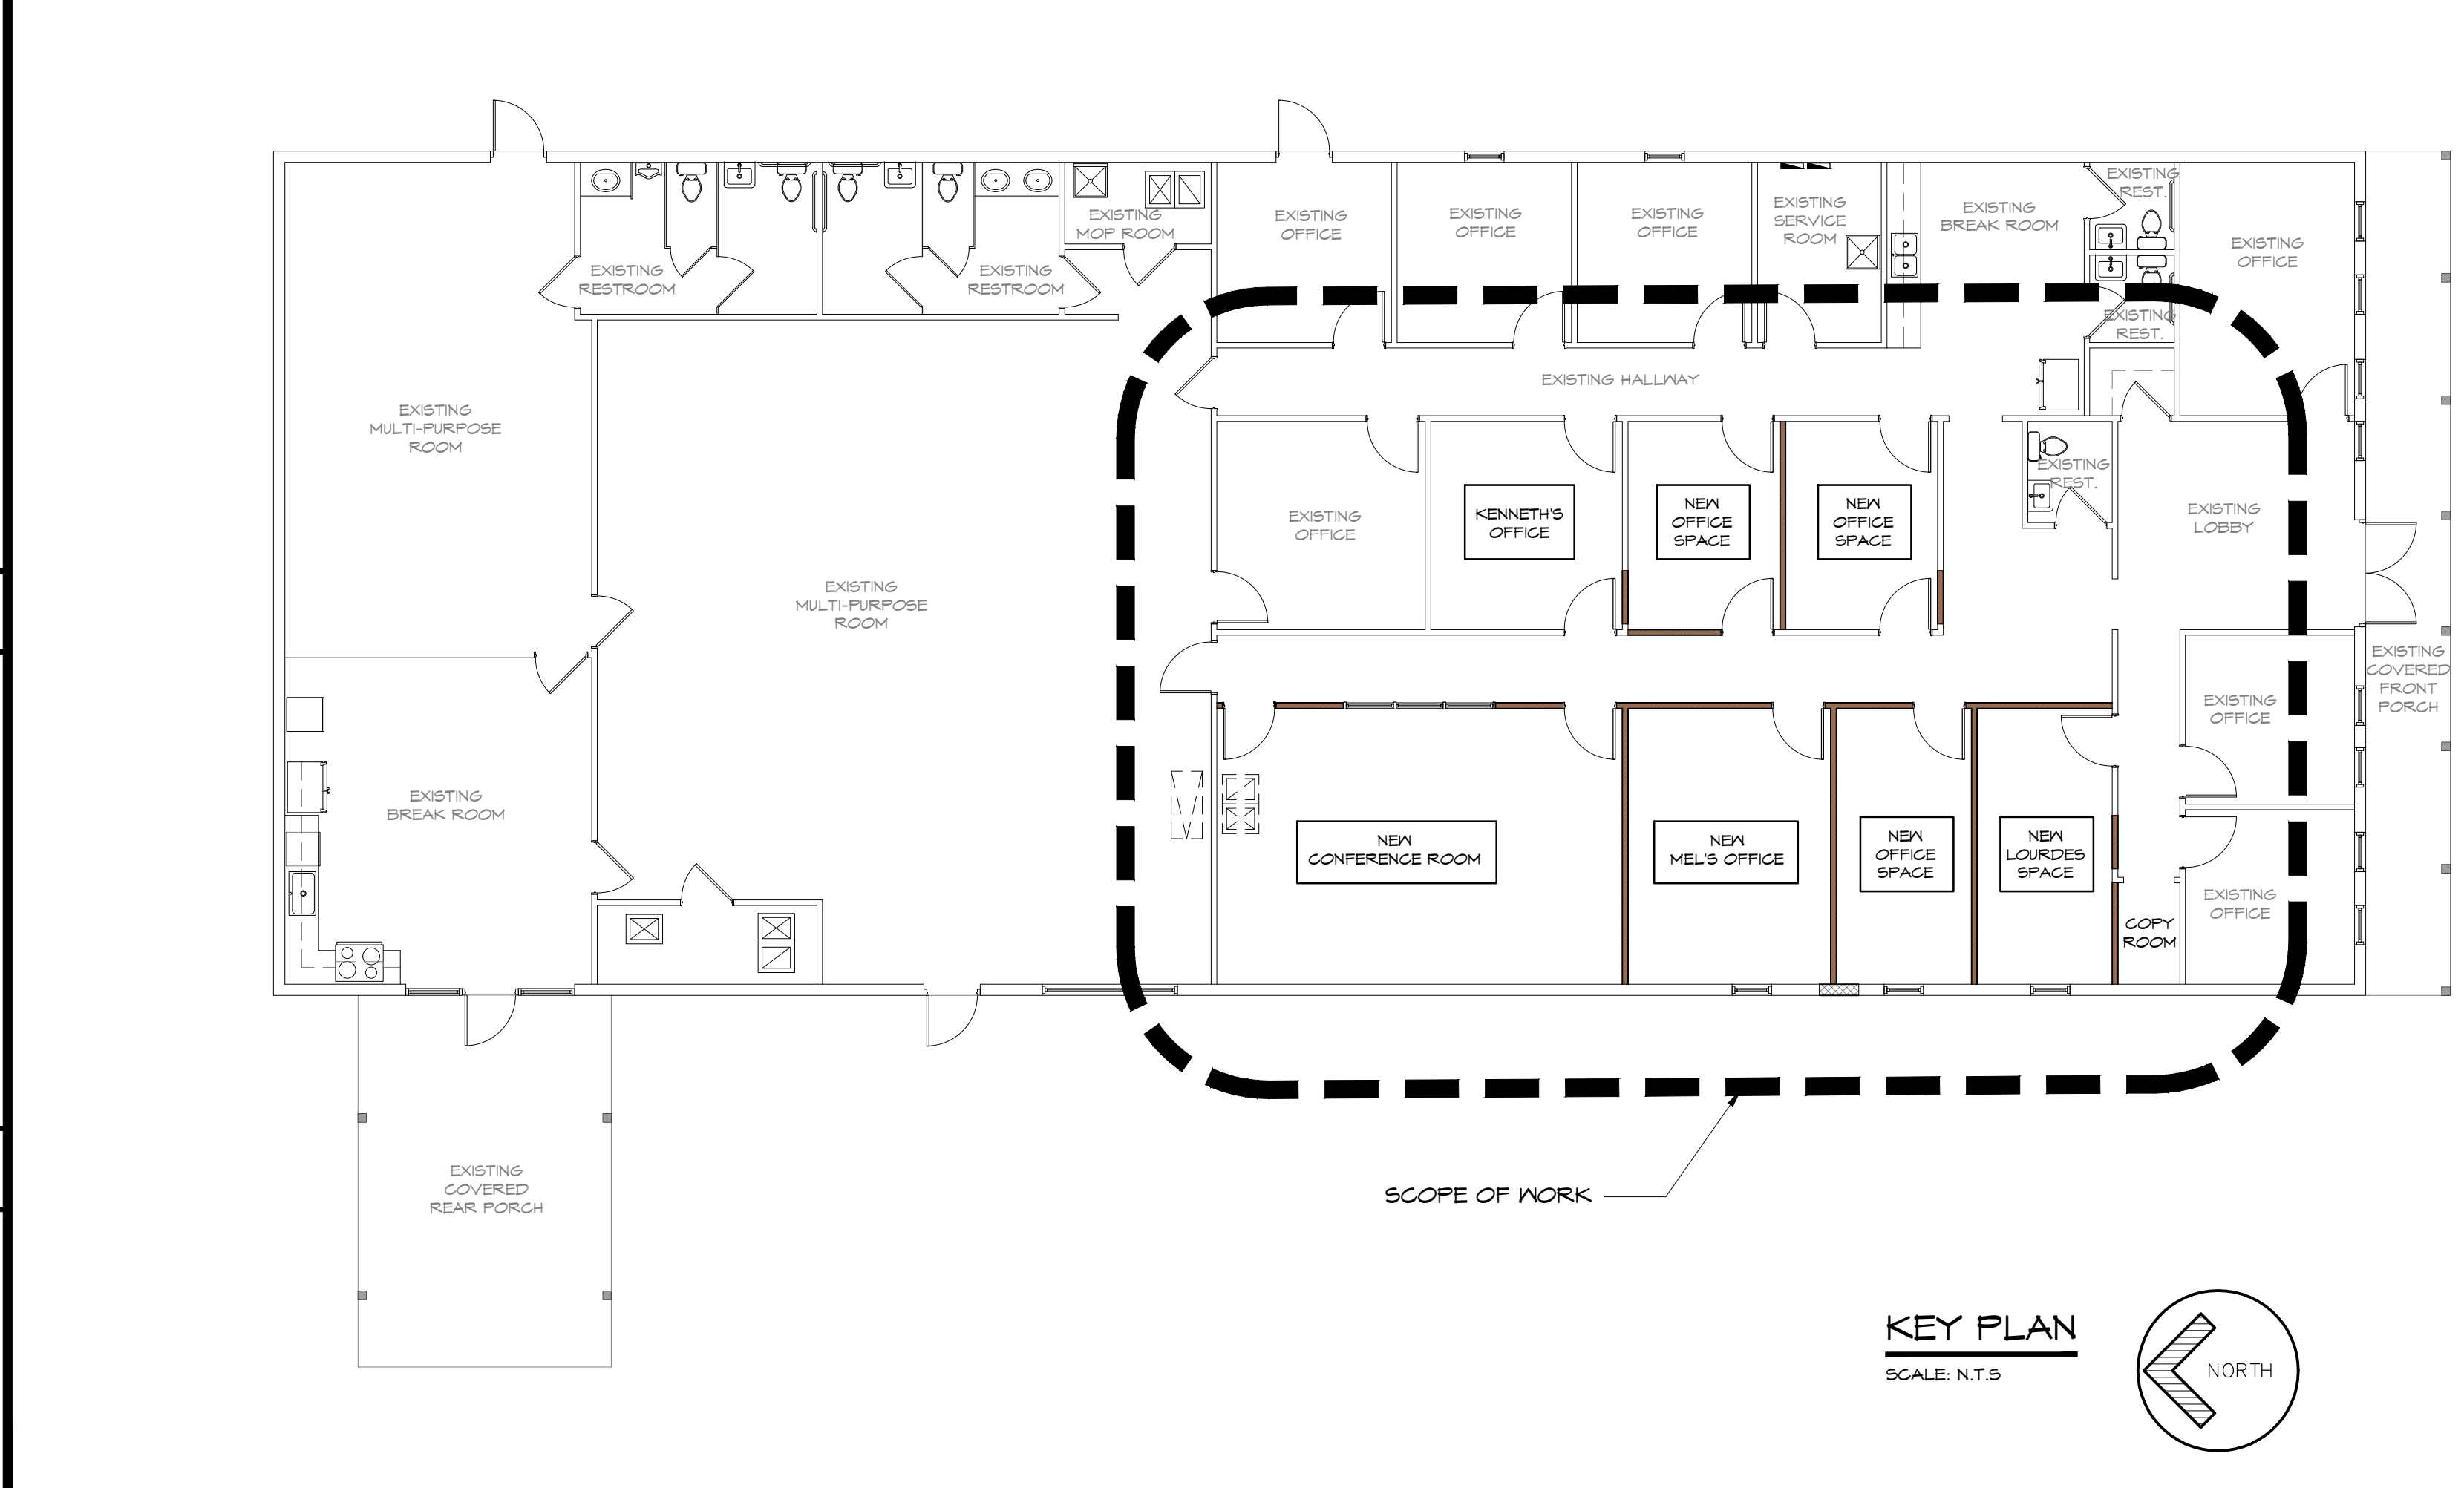 EXISTING
MOP ROOM
EXISTING
OFFICE
EXISTING
OFFICE
EXISTING
OFFICE
EXISTING
SERVICE
ROOM
EXISTING
BREAK ROOM
EXISTING
REST.
EXISTING
OFFICE
EXISTING
RESTROOM
EXISTING
RESTROOM
EXISTING
REST.
EXISTING HALLWAY
EXISTING
MULTI-PURPOSE
ROOM
EXISTING
OFFICE
KENNETH'S
OFFICE
NEW
OFFICE
SPACE
NEW
OFFICE
SPACE
EXISTING
REST.
EXISTING
LOBBY
EXISTING
MULTI-PURPOSE
ROOM
EXISTING
COVERED
FRONT
PORCH
EXISTING
OFFICE
EXISTING
BREAK ROOM
NEW
CONFERENCE ROOM
NEW
MEL'S OFFICE
NEW
OFFICE
SPACE
NEW
LOURDES
SPACE
EXISTING
OFFICE
COPY
ROOM
EXISTING
COVERED
REAR PORCH
SCOPE OF WORK
KEY PLAN
SCALE: N.T.S
NORTH